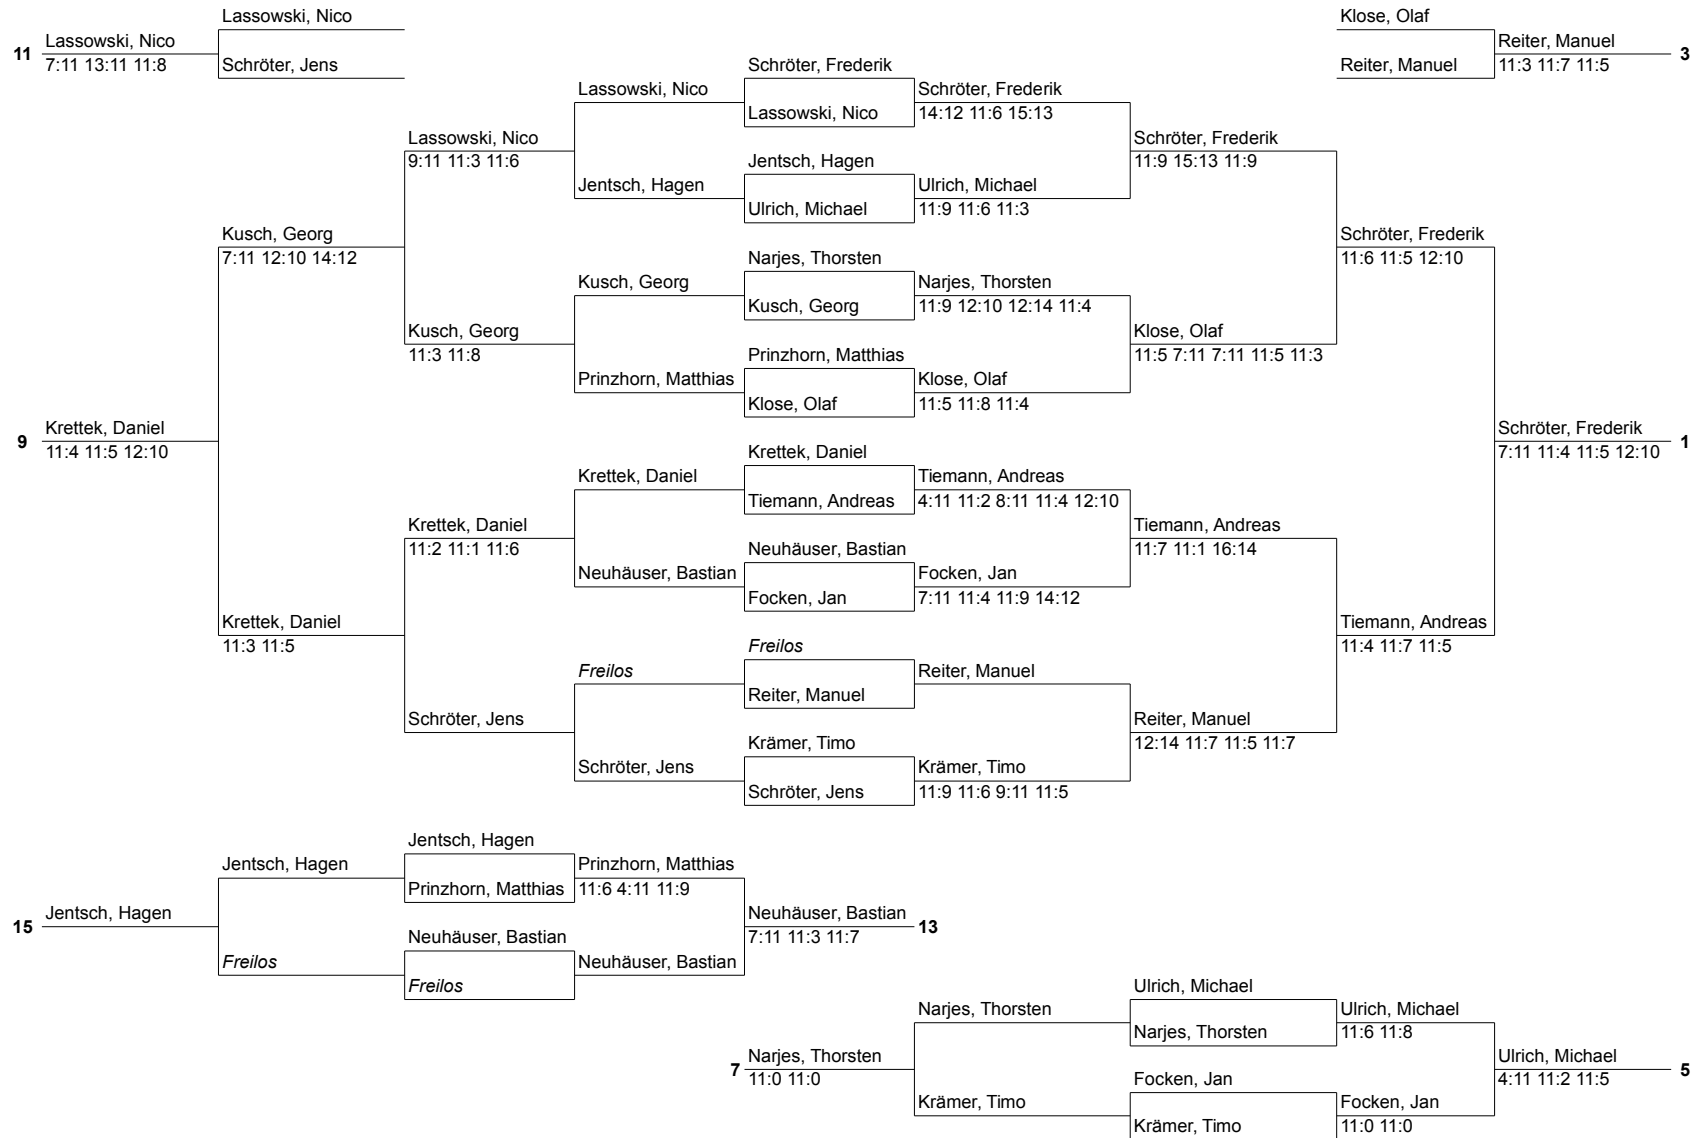 Lassowski, Nico
Klose, Olaf
11 Lassowski, Nico
7:11 13:11 11:8
Schröter, Jens
Reiter, Manuel 3
11:3 11:7 11:5
Reiter, Manuel
Schröter, Frederik
Lassowski, Nico
Schröter, Frederik
Lassowski, Nico
14:12 11:6 15:13
Lassowski, Nico
9:11 11:3 11:6
Schröter, Frederik
11:9 15:13 11:9
Jentsch, Hagen
Jentsch, Hagen
Ulrich, Michael
Ulrich, Michael
11:9 11:6 11:3
Kusch, Georg
7:11 12:10 14:12
Schröter, Frederik
11:6 11:5 12:10
Narjes, Thorsten
Kusch, Georg
Narjes, Thorsten
Kusch, Georg
11:9 12:10 12:14 11:4
Kusch, Georg
11:3 11:8
Klose, Olaf
11:5 7:11 7:11 11:5 11:3
Prinzhorn, Matthias
Prinzhorn, Matthias
Klose, Olaf
Klose, Olaf
11:5 11:8 11:4
9 Krettek, Daniel
11:4 11:5 12:10
Schröter, Frederik 1
7:11 11:4 11:5 12:10
Krettek, Daniel
Krettek, Daniel
Tiemann, Andreas
Tiemann, Andreas
4:11 11:2 8:11 11:4 12:10
Krettek, Daniel
11:2 11:1 11:6
Tiemann, Andreas
11:7 11:1 16:14
Neuhäuser, Bastian
Neuhäuser, Bastian
Focken, Jan
Focken, Jan
7:11 11:4 11:9 14:12
Krettek, Daniel
11:3 11:5
Tiemann, Andreas
11:4 11:7 11:5
Freilos
Freilos
Reiter, Manuel
Reiter, Manuel
Schröter, Jens
Reiter, Manuel
12:14 11:7 11:5 11:7
Krämer, Timo
Schröter, Jens
Krämer, Timo
Schröter, Jens
11:9 11:6 9:11 11:5
Jentsch, Hagen
Jentsch, Hagen
Prinzhorn, Matthias
Prinzhorn, Matthias
11:6 4:11 11:9
15 Jentsch, Hagen
Neuhäuser, Bastian 13
7:11 11:3 11:7
Neuhäuser, Bastian
Freilos
Neuhäuser, Bastian
Freilos
Ulrich, Michael
Narjes, Thorsten
Ulrich, Michael
Narjes, Thorsten
11:6 11:8
7 Narjes, Thorsten
11:0 11:0
Ulrich, Michael 5
4:11 11:2 11:5
Focken, Jan
Krämer, Timo
Focken, Jan
Krämer, Timo
11:0 11:0